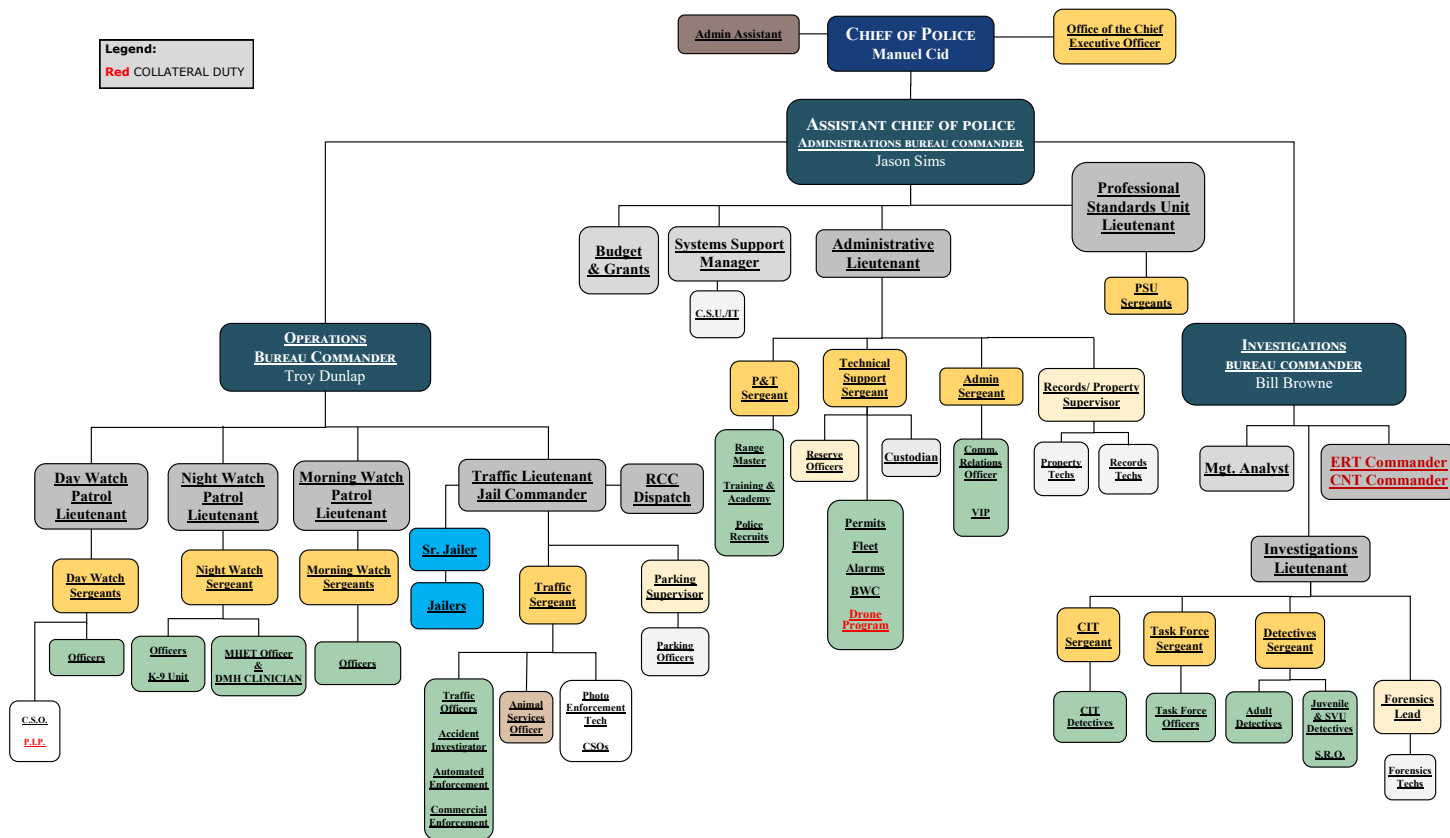 Legend:
Red COLLATERAL DUTY
Admin Assistant
CHIEF OF POLICE
Manuel Cid
Office of the Chief
Executive Officer
ASSISTANT CHIEF OF POLICE
ADMINISTRATIONS BUREAU COMMANDER
Jason Sims
Budget
& Grants
Systems Support
Manager
C.S.U./IT
Administrative
Lieutenant
Professional
Standards Unit
Lieutenant
PSU
Sergeants
OPERATIONS
BUREAU COMMANDER
Troy Dunlap
INVESTIGATIONS
BUREAU COMMANDER
Bill Browne
P&T
Sergeant
Range
Master
Training &
Academy
Police
Recruits
Technical
Support
Sergeant
Reserve
Officers
Custodian
Permits
Fleet
Alarms
BWC
Drone
Program
Admin
Sergeant
Comm.
Relations
Officer
VIP
Records/ Property
Supervisor
Property
Techs
Records
Techs
Day Watch
Patrol
Lieutenant
Day Watch
Sergeants
Officers
C.S.O.
P.I.P.
Night Watch
Patrol
Lieutenant
Night Watch
Sergeant
Officers
K-9 Unit
MHET Officer
&
DMH CLINICIAN
Morning Watch
Patrol
Lieutenant
Morning Watch
Sergeants
Officers
Traffic Lieutenant
Jail Commander
RCC
Dispatch
Sr. Jailer
Jailers
Traffic
Sergeant
Parking
Supervisor
Parking
Officers
Traffic
Officers
Accident
Investigator
Automated
Enforcement
Commercial
Enforcement
Animal
Services
Officer
Photo
Enforcement
Tech
CSOs
Mgt. Analyst
ERT Commander
CNT Commander
Investigations
Lieutenant
CIT
Sergeant
CIT
Detectives
Task Force
Sergeant
Task Force
Officers
Detectives
Sergeant
Adult
Detectives
Juvenile
& SVU
Detectives
S.R.O.
Forensics
Lead
Forensics
Techs